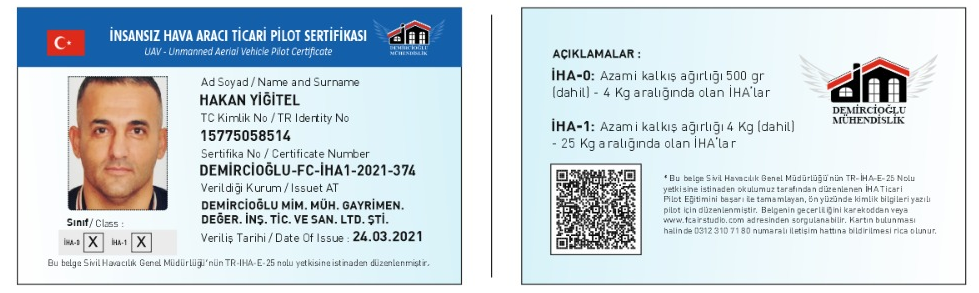 İNSANSIZ HAVA ARACI TİCARİ PİLOT SERTİFİKASI
UAV - Unmanned Aerial Vehicle Pilot Certificate
DEMİRCİOĞLU
MÜHENDİSLİK
Ad Soyad / Name and Surname
HAKAN YİĞİTEL
TC Kimlik No / TR Identity No
15775058514
Sertifika No / Certificate Number
DEMİRCİOĞLU-FC-İHA1-2021-374
Verildiği Kurum / Issuet AT
DEMİRCİOĞLU MİM. MÜH. GAYRİMEN.
DEĞER. İNŞ. TİC. VE SAN. LTD. ŞTİ.
Veriliş Tarihi / Date Of Issue : 24.03.2021
Sınıf/ Class :
İHA-0 X İHA-1 X
Bu belge Sivil Havacılık Genel Müdürlüğü'nün TR-IHA-E-25 nolu yetkisine istinaden düzenlenmiştir.
AÇIKLAMALAR :
İHA-0: Azami kalkış ağırlığı 500 gr
(dahil) - 4 Kg aralığında olan İHA'lar
İHA-1: Azami kalkış ağırlığı 4 Kg (dahil)
- 25 Kg aralığında olan İHA'lar
dm
DEMİRCİOĞLU
MÜHENDİSLİK
* Bu belge Sivil Havacılık Genel Müdürlüğü'nün TR-İHA-E-25 Nolu
yetkisine istinaden okulumuz tarafından düzenlenen İHA Ticari
Pilot Eğitimini başarı ile tamamlayan, ön yüzünde kimlik bilgileri yazılı
pilot için düzenlenmiştir. Belgenin geçerliliğini karekoddan veya
www.fcairstudio.com adresinden sorgulanabilir. Kartın bulunması
halinde 0312 310 71 80 numaralı iletişim hattına bildirilmesi rica olunur.